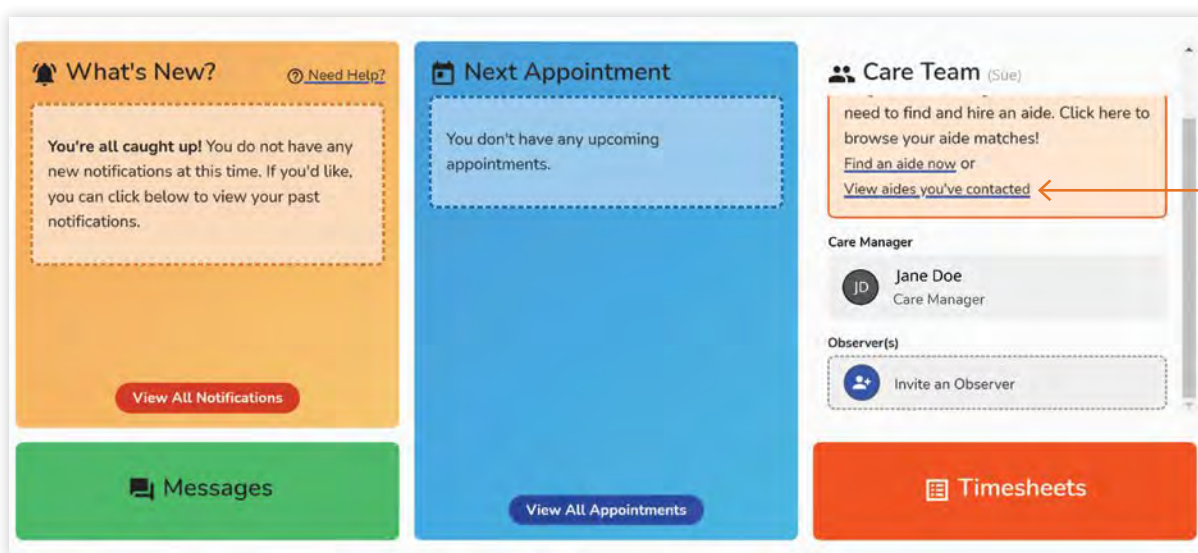 What's New?
Need Help?
You're all caught up! You do not have any
new notifications at this time. If you'd like,
you can click below to view your past
notifications.
View All Notifications
Messages
Next Appointment
You don't have any upcoming
appointments.
View All Appointments
Care Team (Sue)
need to find and hire an aide. Click here to
browse your aide matches!
Find an aide now or
View aides you've contacted
Care Manager
JD
Jane Doe
Care Manager
Observer(s)
Invite an Observer
Timesheets